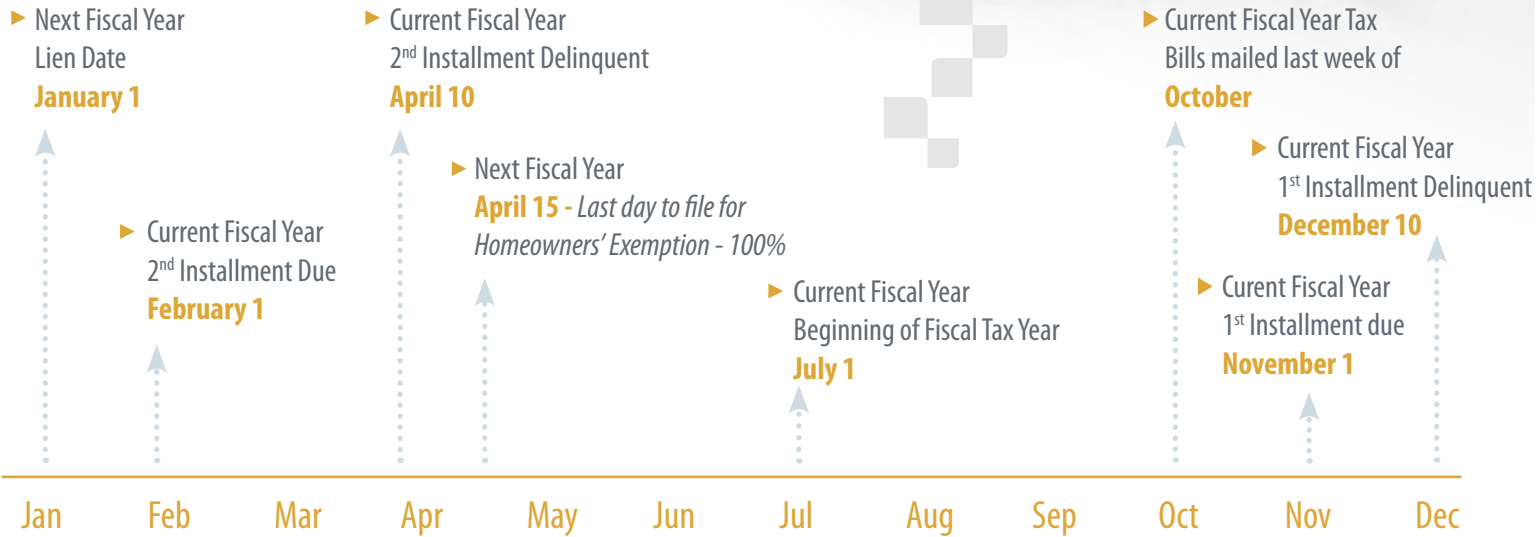 ► Next Fiscal Year
Lien Date
January 1
► Current Fiscal Year
2nd Installment Due
February 1
► Current Fiscal Year
2nd Installment Delinquent
April 10
► Next Fiscal Year
April 15 - Last day to file for
Homeowners’ Exemption - 100%
► Current Fiscal Year
Beginning of Fiscal Tax Year
July 1
► Current Fiscal Year Tax
Bills mailed last week of
October
► Curent Fiscal Year
1st Installment due
November 1
► Current Fiscal Year
1st Installment Delinquent
December 10
Jan Feb Mar Apr May Jun Jul Aug Sep Oct Nov Dec